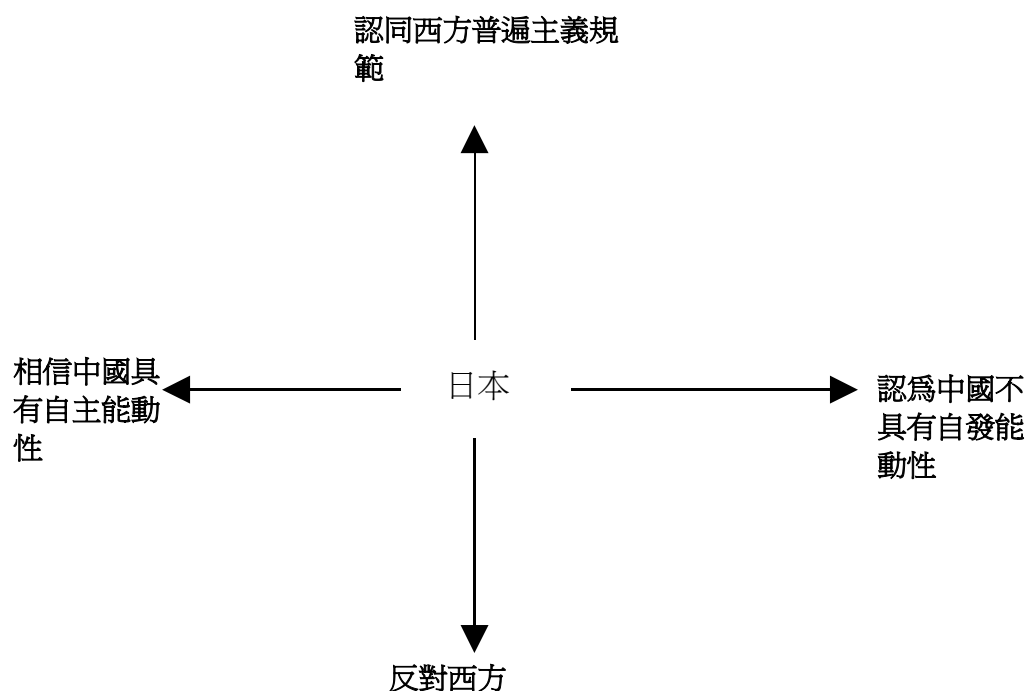 認同西方普遍主義規
範
相信中國具
有自主能動
性
日本
認爲中國不
具有自發能
動性
反對西方